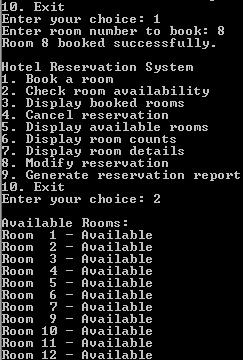 10. Exit
Enter your choice: 1
Enter room number to book: 8
Room 8 booked successfully.
Hotel Reservation System
1. Book a room
2. Check room availability
3. Display booked rooms
4. Cancel reservation
5. Display available rooms
6. Display room counts
7. Display room details
8. Modify reservation
9. Generate reservation report
10. Exit
Enter your choice: 2
Available Rooms:
Room  1 - Available
Room  2 - Available
Room  3 - Available
Room  4 - Available
Room  5 - Available
Room  6 - Available
Room  7 - Available
Room  9 - Available
Room 10 - Available
Room 11 - Available
Room 12 - Available